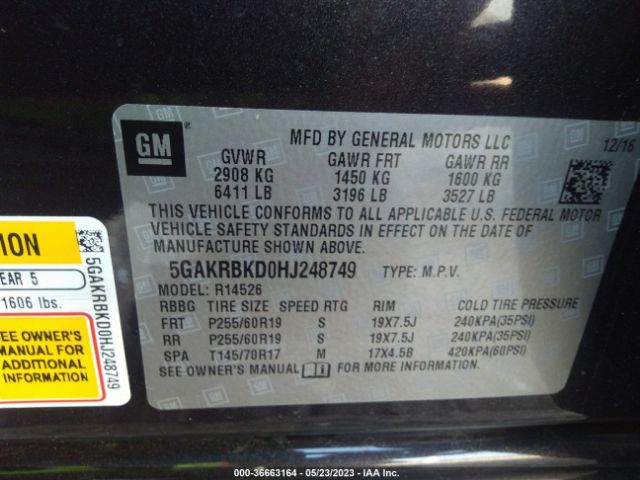 GM
MFD BY GENERAL MOTORS LLC
12/16
GVWR GAWR FRT GAWR RR
2908 KG 1450 KG 1600 KG
6411 LB 3196 LB 3527 LB
THIS VEHICLE CONFORMS TO ALL APPLICABLE U.S. FEDERAL MOTOR
VEHICLE SAFETY STANDARDS IN EFFECT ON THE DATE OF
MANUFACTURE SHOWN ABOVE.
5GAKRBKD0HJ248749 TYPE: M.P.V.
MODEL: R14526
RBBG TIRE SIZE SPEED RTG RIM COLD TIRE PRESSURE
FRT P255/60R19 S 19X7.5J 240KPA(35PSI)
RR P255/60R19 S 19X7.5J 240KPA(35PSI)
SPA T145/70R17 M 17X4.5B 420KPA(60PSI)
SEE OWNER'S MANUAL FOR MORE INFORMATION.
TION
EAR 5
1606 lbs.
SEE OWNER'S
MANUAL FOR
5GAKRBKD0HJ248749
000-36663164 - 05/23/2023 - IAA Inc.